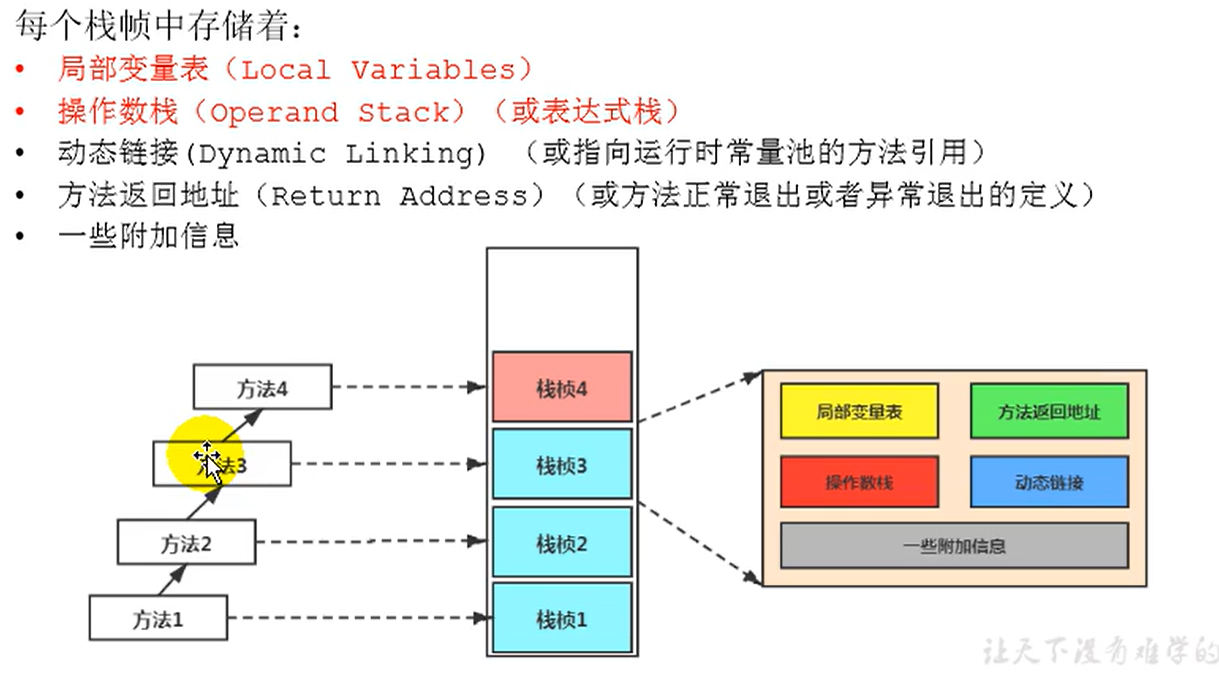 每个栈帧中存储着：
• 局部变量表（Local Variables）
• 操作数栈（Operand Stack）（或表达式栈）
• 动态链接(Dynamic Linking) （或指向运行时常量池的方法引用）
• 方法返回地址（Return Address）（或方法正常退出或者异常退出的定义）
• 一些附加信息
方法4
方法3
方法2
方法1
栈桢4
栈桢3
栈桢2
栈桢1
局部变量表
方法返回地址
操作数栈
动态链接
一些附加信息
让天下没有难学的